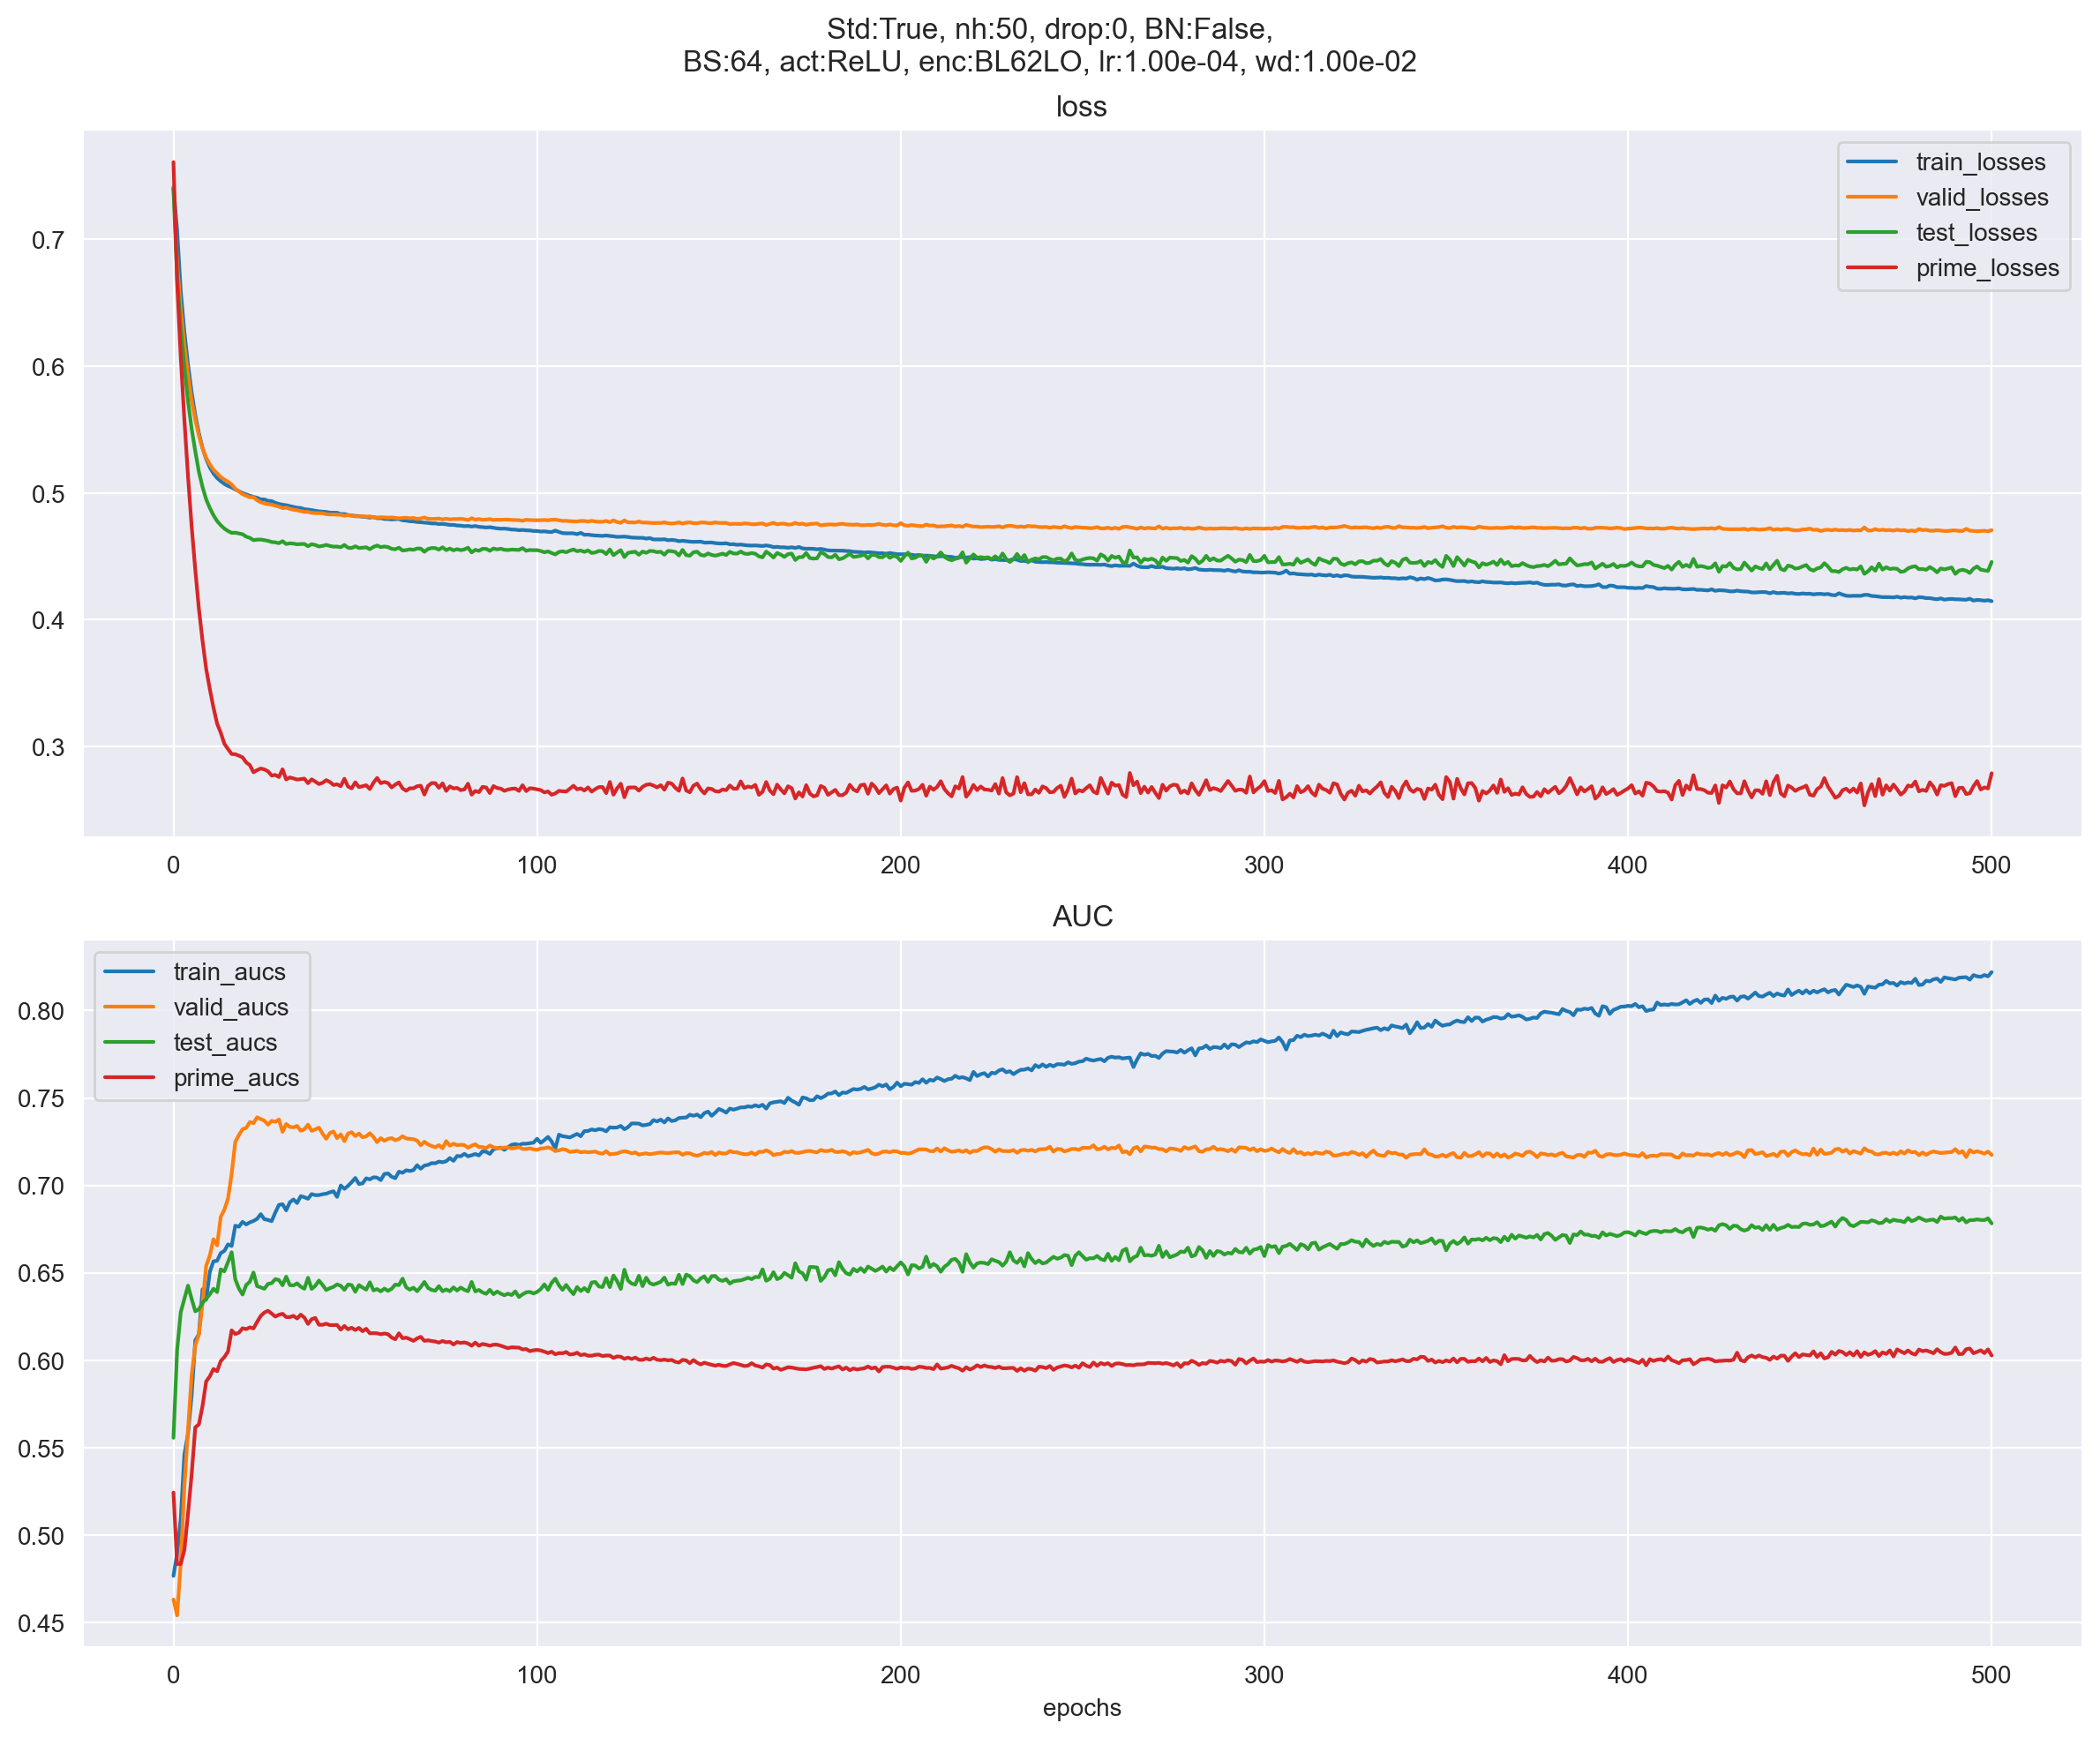 Std:True, nh:50, drop:0, BN:False,
BS:64, act:ReLU, enc:BL62LO, lr:1.00e-04, wd:1.00e-02
loss
train_losses
valid_losses
test_losses
prime_losses
0.7
0.6
0.5
0.4
0.3
0 100 200 300 400 500
AUC
train_aucs
valid_aucs
test_aucs
prime_aucs
0.80
0.75
0.70
0.65
0.60
0.55
0.50
0.45
0 100 200 300 400 500
epochs